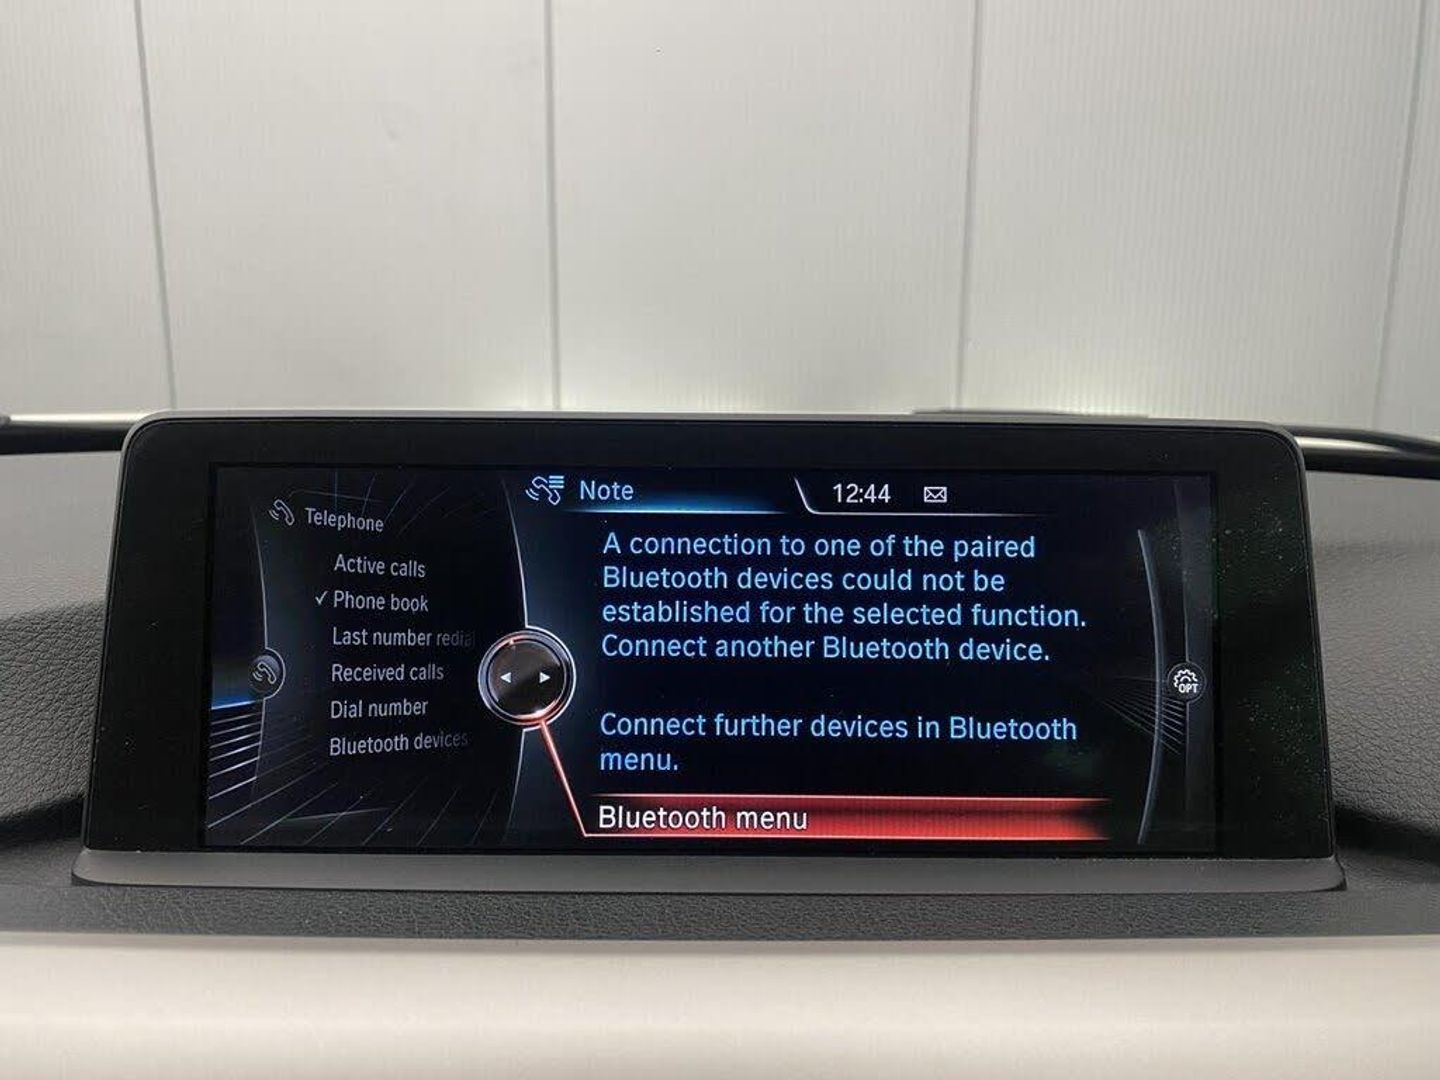 Telephone
Active calls
✓ Phone book
Last number redial
Received calls
Dial number
Bluetooth devices
Note
12:44
A connection to one of the paired
Bluetooth devices could not be
established for the selected function.
Connect another Bluetooth device.
Connect further devices in Bluetooth
menu.
Bluetooth menu
OPT